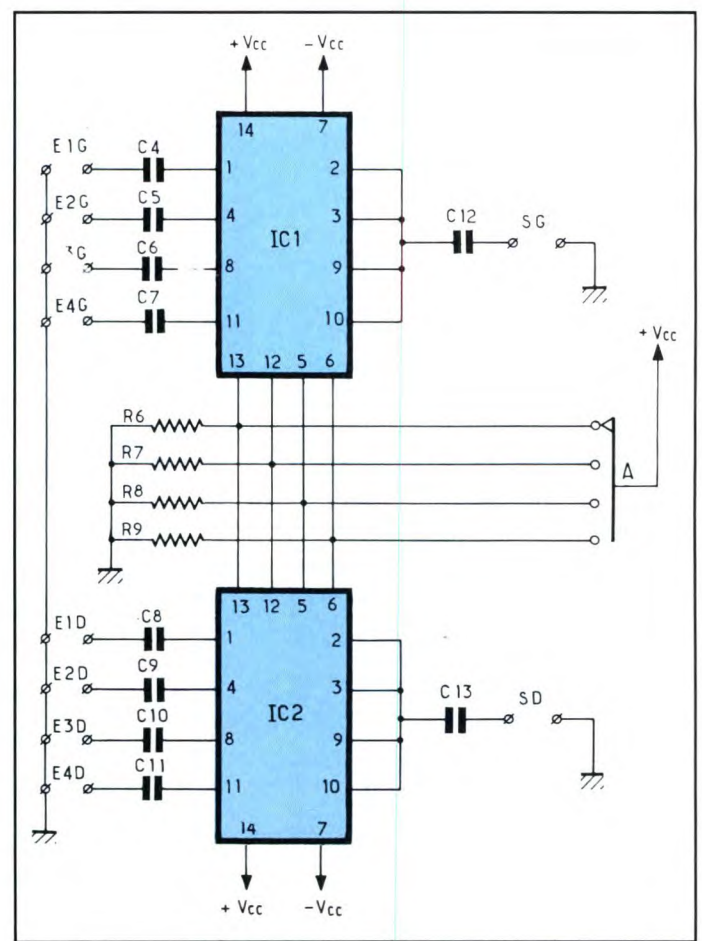 + Vcc
- Vcc
14
7
E1G
C4
1
2
E2G
C5
4
3
IC1
C12
SG
3G
C6
8
9
E4G
C7
11
10
13
12
5
6
+ Vcc
R6
R7
A
R8
R9
13
12
5
6
E1D
C8
1
2
E2D
C9
4
3
IC2
C13
SD
E3D
C10
8
9
E4D
C11
11
10
14
7
+ Vcc
-Vcc